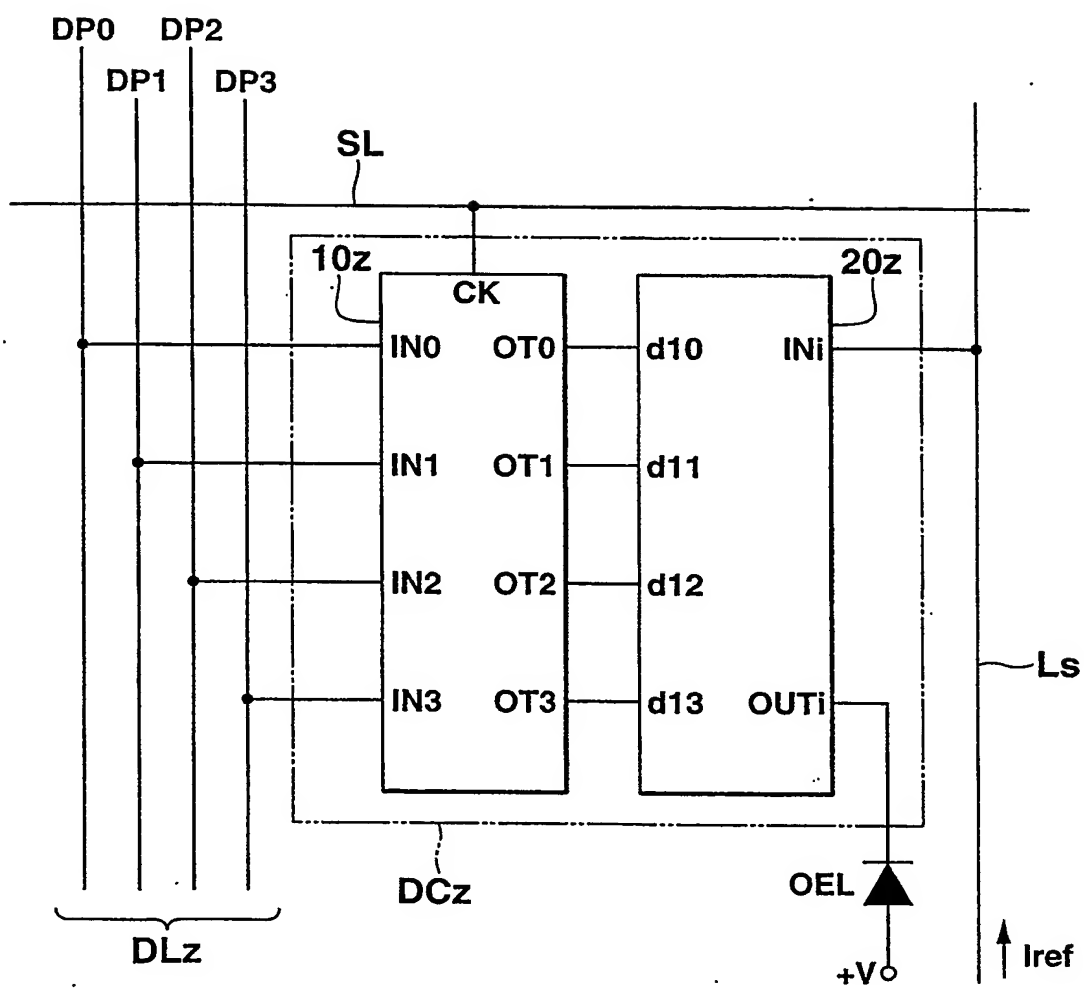 DP0 DP2
DP1 DP3
SL
10z 20z
CK
IN0 OT0 d10 INi
IN1 OT1 d11
IN2 OT2 d12
Ls
IN3 OT3 d13 OUTi
DCz
OEL
DLz
+V
Iref